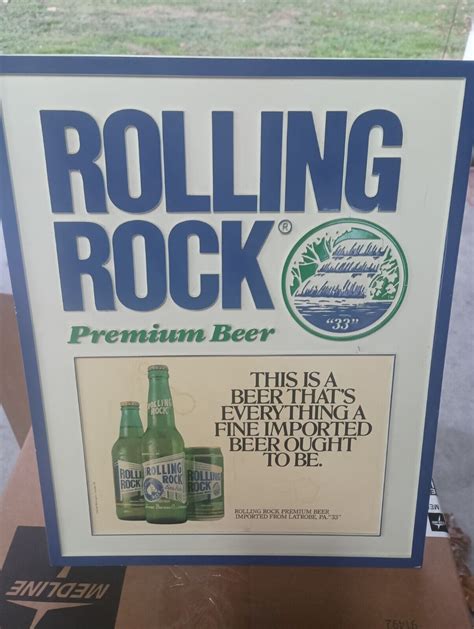 ROLLING
ROCK®
"33"
Premium Beer
THIS IS A
BEER THAT'S
EVERYTHING A
FINE IMPORTED
BEER OUGHT
TO BE.
ROLLING
ROCK
ROLLING
ROCK
ROLLING
ROCK
ROLLING ROCK PREMIUM BEER
IMPORTED FROM LATROBE, PA. "33"
MEDLINE